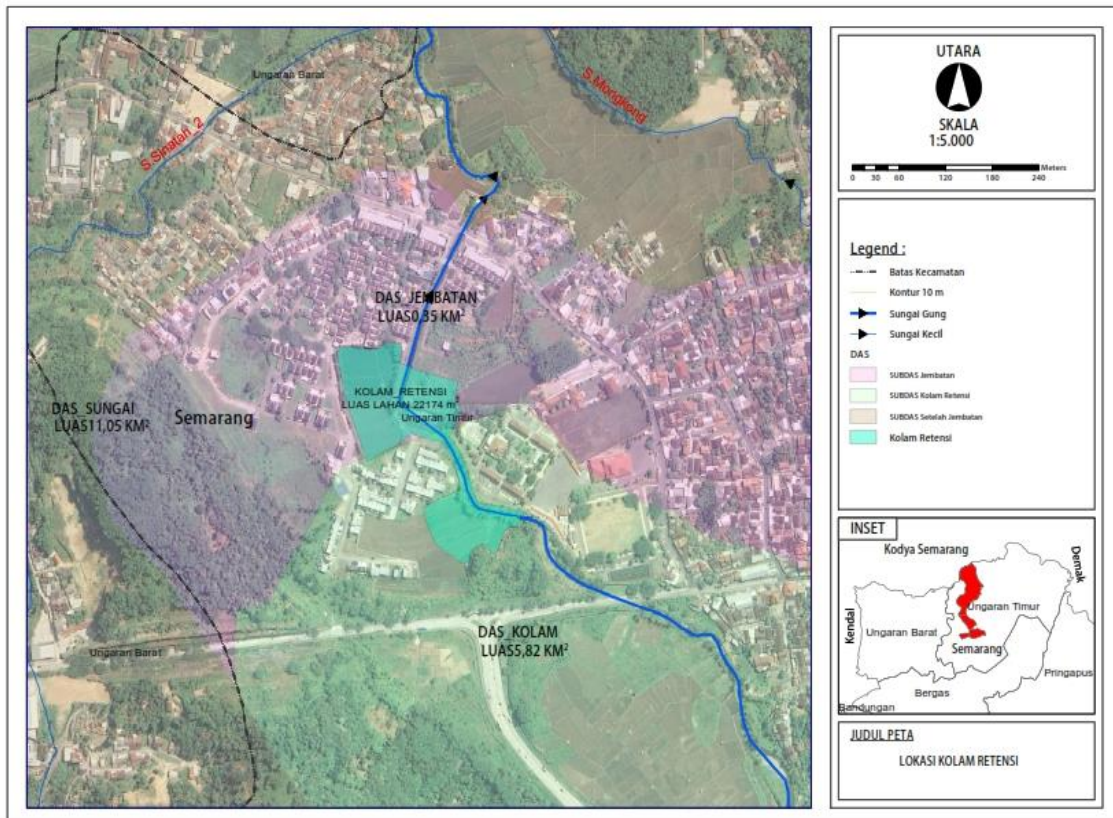 Ungaran Barat
S.Sinatah_2
S.Mongkong
DAS_JEMBATAN
LUAS0,35 KM²
KOLAM_RETENSI
LUAS LAHAN 22174 m²
Ungaran Timur
DAS_SUNGAI
LUAS11,05 KM²
Semarang
DAS_KOLAM
LUAS5,82 KM²
Ungaran Barat
UTARA
SKALA
1:5.000
Meters
0 30 60 120 180 240
Legend :
Batas Kecamatan
Kontur 10 m
Sungai Gung
Sungai Kecil
DAS
SUBDAS Jembatan
SUBDAS Kolam Retensi
SUBDAS Setelah Jembatan
Kolam Retensi
INSET
Kodya Semarang
Demak
Kendal
Ungaran Timur
Ungaran Barat
Semarang
Pringapus
Bergas
Bandungan
JUDUL PETA
LOKASI KOLAM RETENSI